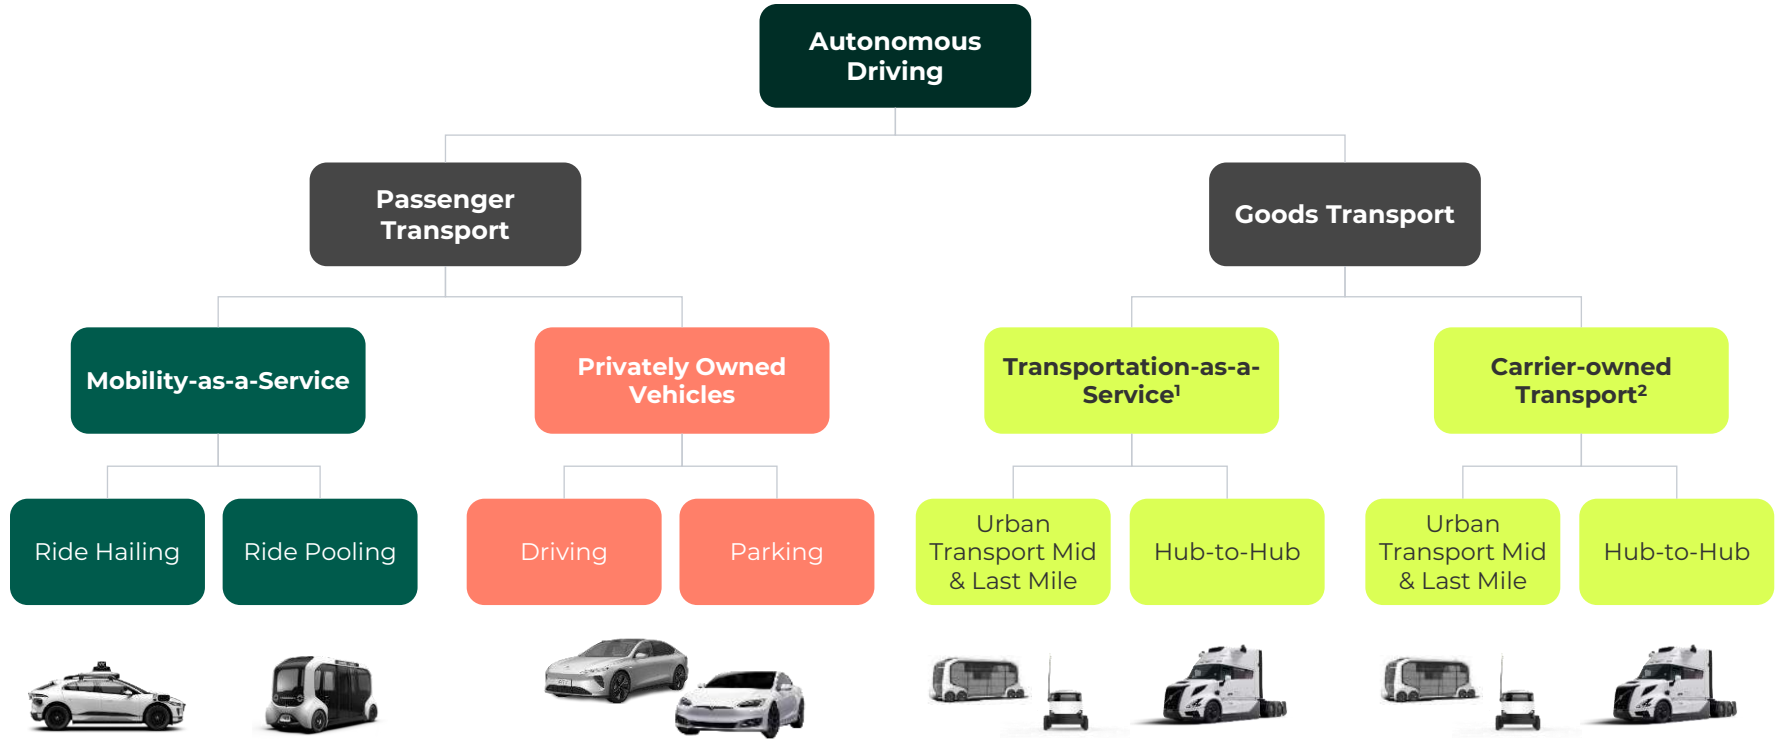 Autonomous
Driving
Passenger
Transport
Goods Transport
Mobility-as-a-Service
Privately Owned
Vehicles
Transportation-as-a-
Service¹
Carrier-owned
Transport²
Ride Hailing
Ride Pooling
Driving
Parking
Urban
Transport Mid
& Last Mile
Hub-to-Hub
Urban
Transport Mid
& Last Mile
Hub-to-Hub